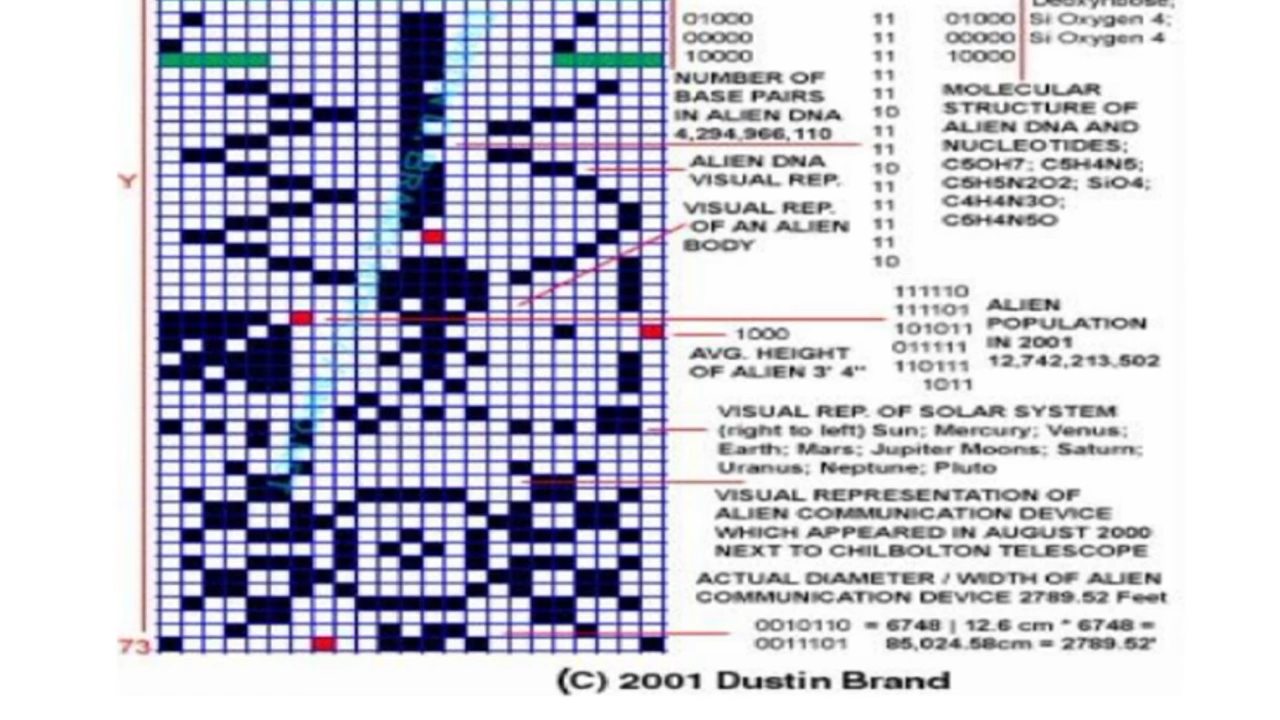 Si Oxygen 4;
Si Oxygen 4
01000
00000
10000
11
11
11
11
11
10
11
11
10
11
11
11
11
10
01000
00000
10000
NUMBER OF
BASE PAIRS
IN ALIEN DNA
4,294,966,110
MOLECULAR
STRUCTURE OF
ALIEN DNA AND
NUCLEOTIDES;
C5OH7; C5H4N5;
C5H5N2O2; SiO4;
C4H4N3O;
C5H4N5O
ALIEN DNA
VISUAL REP.
Y
VISUAL REP.
OF AN ALIEN
BODY
111110
111101
101011
011111
110111
1011
ALIEN
POPULATION
IN 2001
12,742,213,502
1000
AVG. HEIGHT
OF ALIEN 3' 4"
VISUAL REP. OF SOLAR SYSTEM
(right to left) Sun; Mercury; Venus;
Earth; Mars; Jupiter Moons; Saturn;
Uranus; Neptune; Pluto
VISUAL REPRESENTATION OF
ALIEN COMMUNICATION DEVICE
WHICH APPEARED IN AUGUST 2000
NEXT TO CHILBOLTON TELESCOPE
ACTUAL DIAMETER / WIDTH OF ALIEN
COMMUNICATION DEVICE 2789.52 Feet
0010110 = 6748 | 12.6 cm * 6748 =
0011101 85,024.58cm = 2789.52'
73
(C) 2001 Dustin Brand